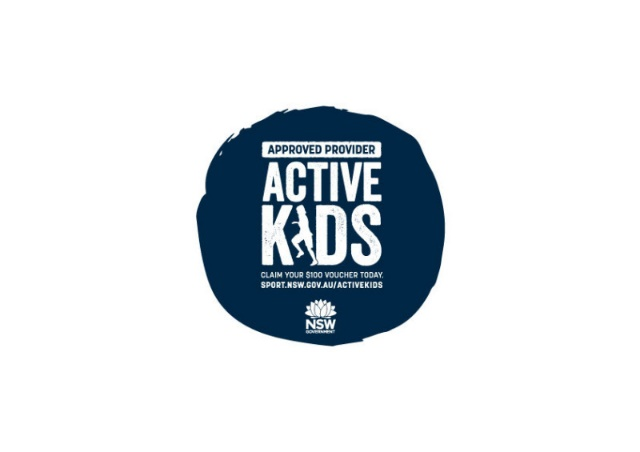 APPROVED PROVIDER
ACTIVE
KIDS
CLAIM YOUR $100 VOUCHER TODAY.
SPORT.NSW.GOV.AU/ACTIVEKIDS
NSW
GOVERNMENT